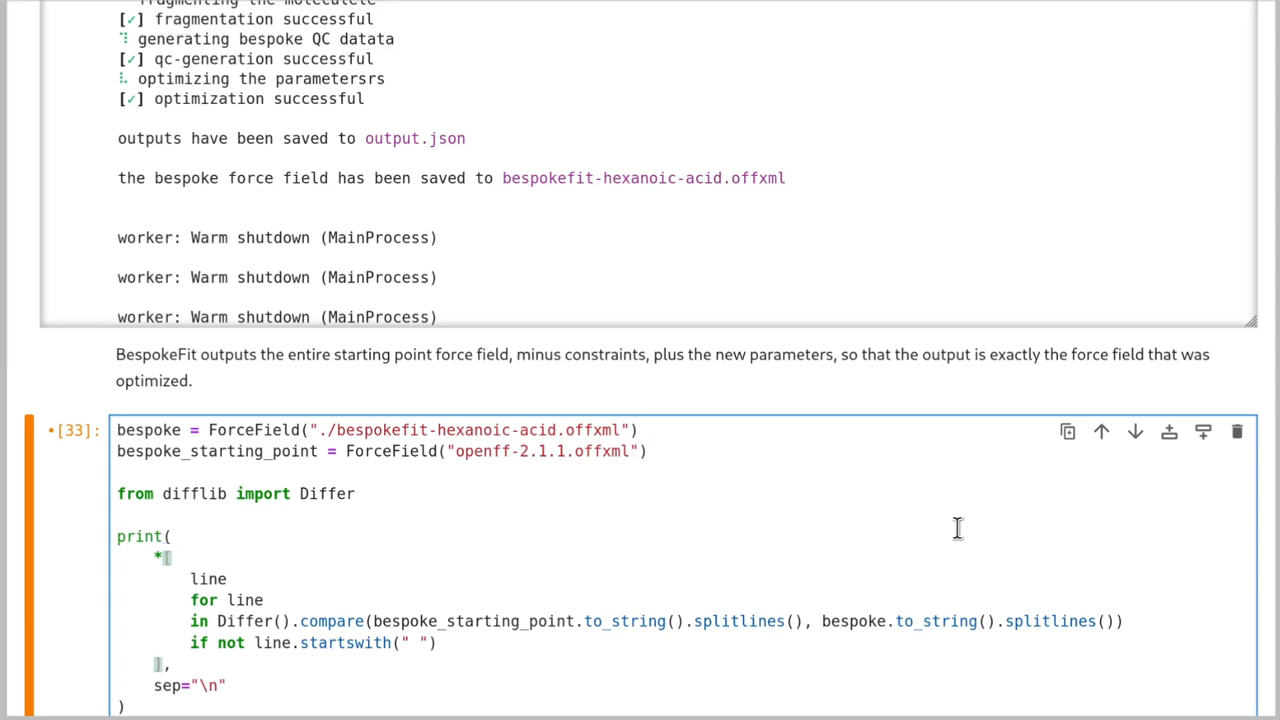 fragmenting the moleculele
[✓] fragmentation successful
⠹ generating bespoke QC datata
[✓] qc-generation successful
⠧ optimizing the parametersrs
[✓] optimization successful
outputs have been saved to output.json
the bespoke force field has been saved to bespokefit-hexanoic-acid.offxml
worker: Warm shutdown (MainProcess)
worker: Warm shutdown (MainProcess)
worker: Warm shutdown (MainProcess)
BespokeFit outputs the entire starting point force field, minus constraints, plus the new parameters, so that the output is exactly the force field that was
optimized.
•[33]: bespoke = ForceField("./bespokefit-hexanoic-acid.offxml")
bespoke_starting_point = ForceField("openff-2.1.1.offxml")
from difflib import Differ
print(
    *[
        line
        for line
        in Differ().compare(bespoke_starting_point.to_string().splitlines(), bespoke.to_string().splitlines())
        if not line.startswith(" ")
    ],
    sep="\n"
)